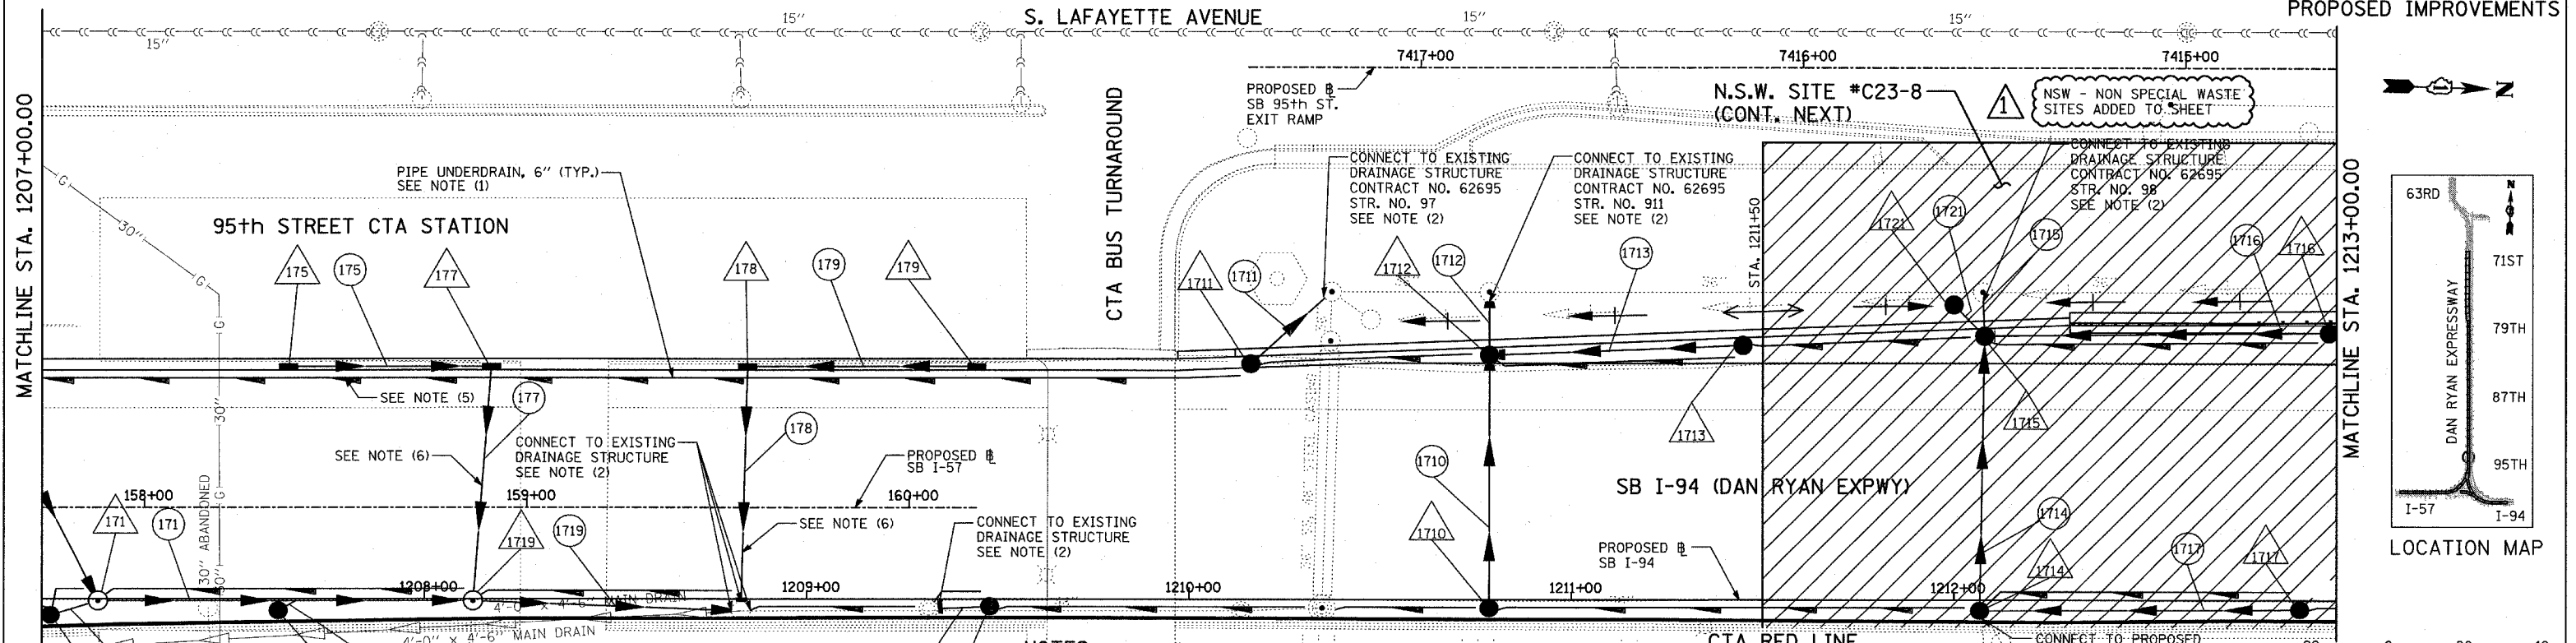 S. LAFAYETTE AVENUE
PROPOSED IMPROVEMENTS
15"
15"
15"
15"
7417+00
7416+00
7415+00
MATCHLINE STA. 1207+00.00
PROPOSED ℄
SB 95th ST.
EXIT RAMP
N.S.W. SITE #C23-8
(CONT. NEXT)
1
NSW - NON SPECIAL WASTE
SITES ADDED TO SHEET
N
CTA BUS TURNAROUND
PIPE UNDERDRAIN, 6" (TYP.)
SEE NOTE (1)
CONNECT TO EXISTING
DRAINAGE STRUCTURE
CONTRACT NO. 62695
STR. NO. 97
SEE NOTE (2)
CONNECT TO EXISTING
DRAINAGE STRUCTURE
CONTRACT NO. 62695
STR. NO. 911
SEE NOTE (2)
CONNECT TO EXISTING
DRAINAGE STRUCTURE
CONTRACT NO. 62695
STR. NO. 98
SEE NOTE (2)
STA. 1211+50
MATCHLINE STA. 1213+00.00
G
30"
G
95th STREET CTA STATION
175
175
177
178
179
179
1711
1711
1712
1712
1713
1721
1721
1715
1716
1716
G
SEE NOTE (5)
30"
177
178
1713
1715
SEE NOTE (6)
CONNECT TO EXISTING
DRAINAGE STRUCTURE
SEE NOTE (2)
PROPOSED ℄
SB I-57
1710
SB I-94 (DAN RYAN EXPWY)
30" ABANDONED
G
158+00
159+00
160+00
171
171
1719
1719
SEE NOTE (6)
CONNECT TO EXISTING
DRAINAGE STRUCTURE
SEE NOTE (2)
1710
PROPOSED ℄
SB I-94
1714
1714
1717
1717
1208+00
1209+00
1210+00
1211+00
1212+00
4'-0" x 4'-6" MAIN DRAIN
4'-0" x 4'-6" MAIN DRAIN
NOTES
CTA RED LINE
CONNECT TO PROPOSED
63RD
N
71ST
79TH
87TH
95TH
DAN RYAN EXPRESSWAY
I-57
I-94
LOCATION MAP